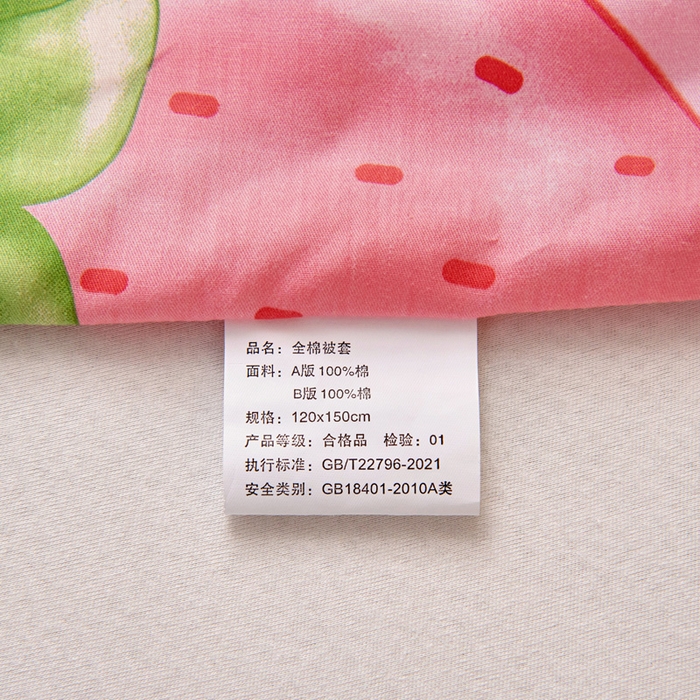 品名：全棉被套
面料：A版 100%棉
B版 100%棉
规格：120x150cm
产品等级：合格品 检验：01
执行标准：GB/T22796-2021
安全类别：GB18401-2010A类